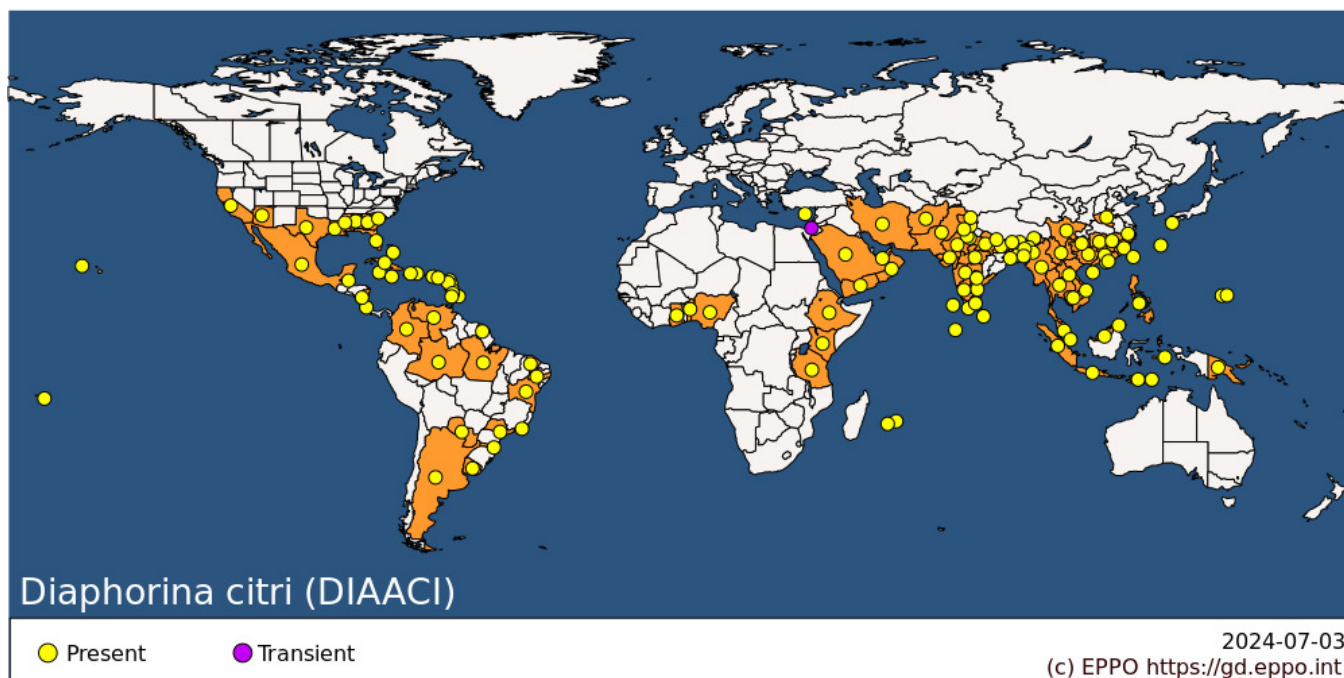 Diaphorina citri (DIAACI)
Present
Transient
2024-07-03
(c) EPPO https://gd.eppo.int